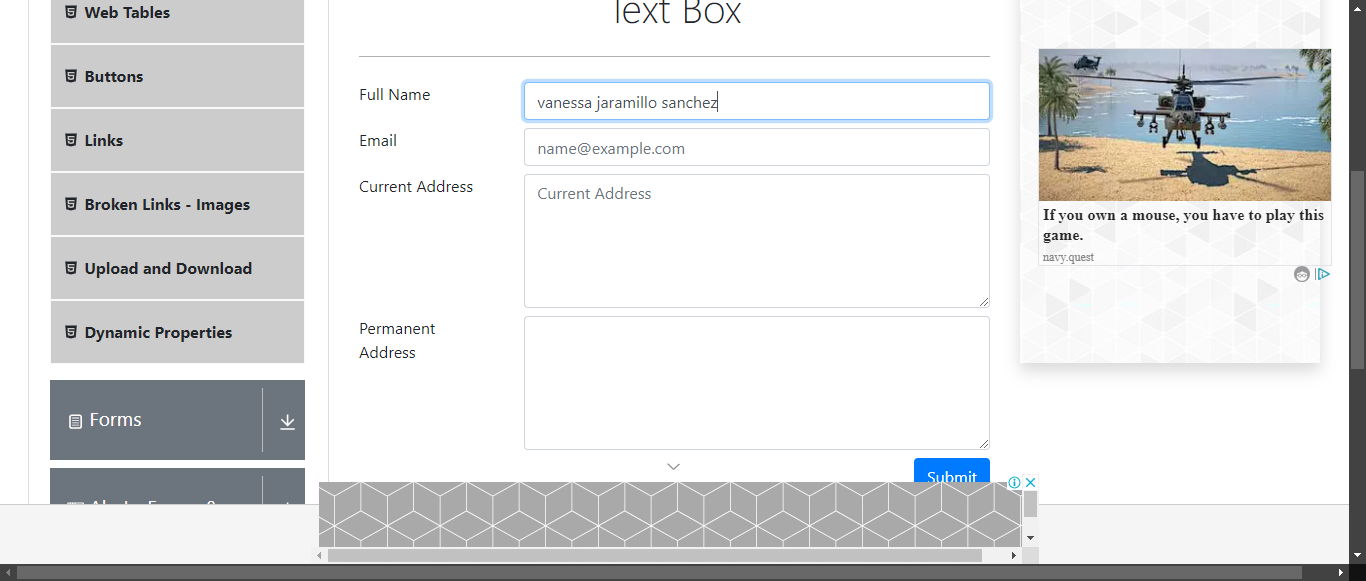 Web Tables
Buttons
Links
Broken Links - Images
Upload and Download
Dynamic Properties
Forms
Text Box
Full Name
vanessa jaramillo sanchez
Email
name@example.com
Current Address
Current Address
Permanent
Address
Submit
If you own a mouse, you have to play this
game.
navy.quest